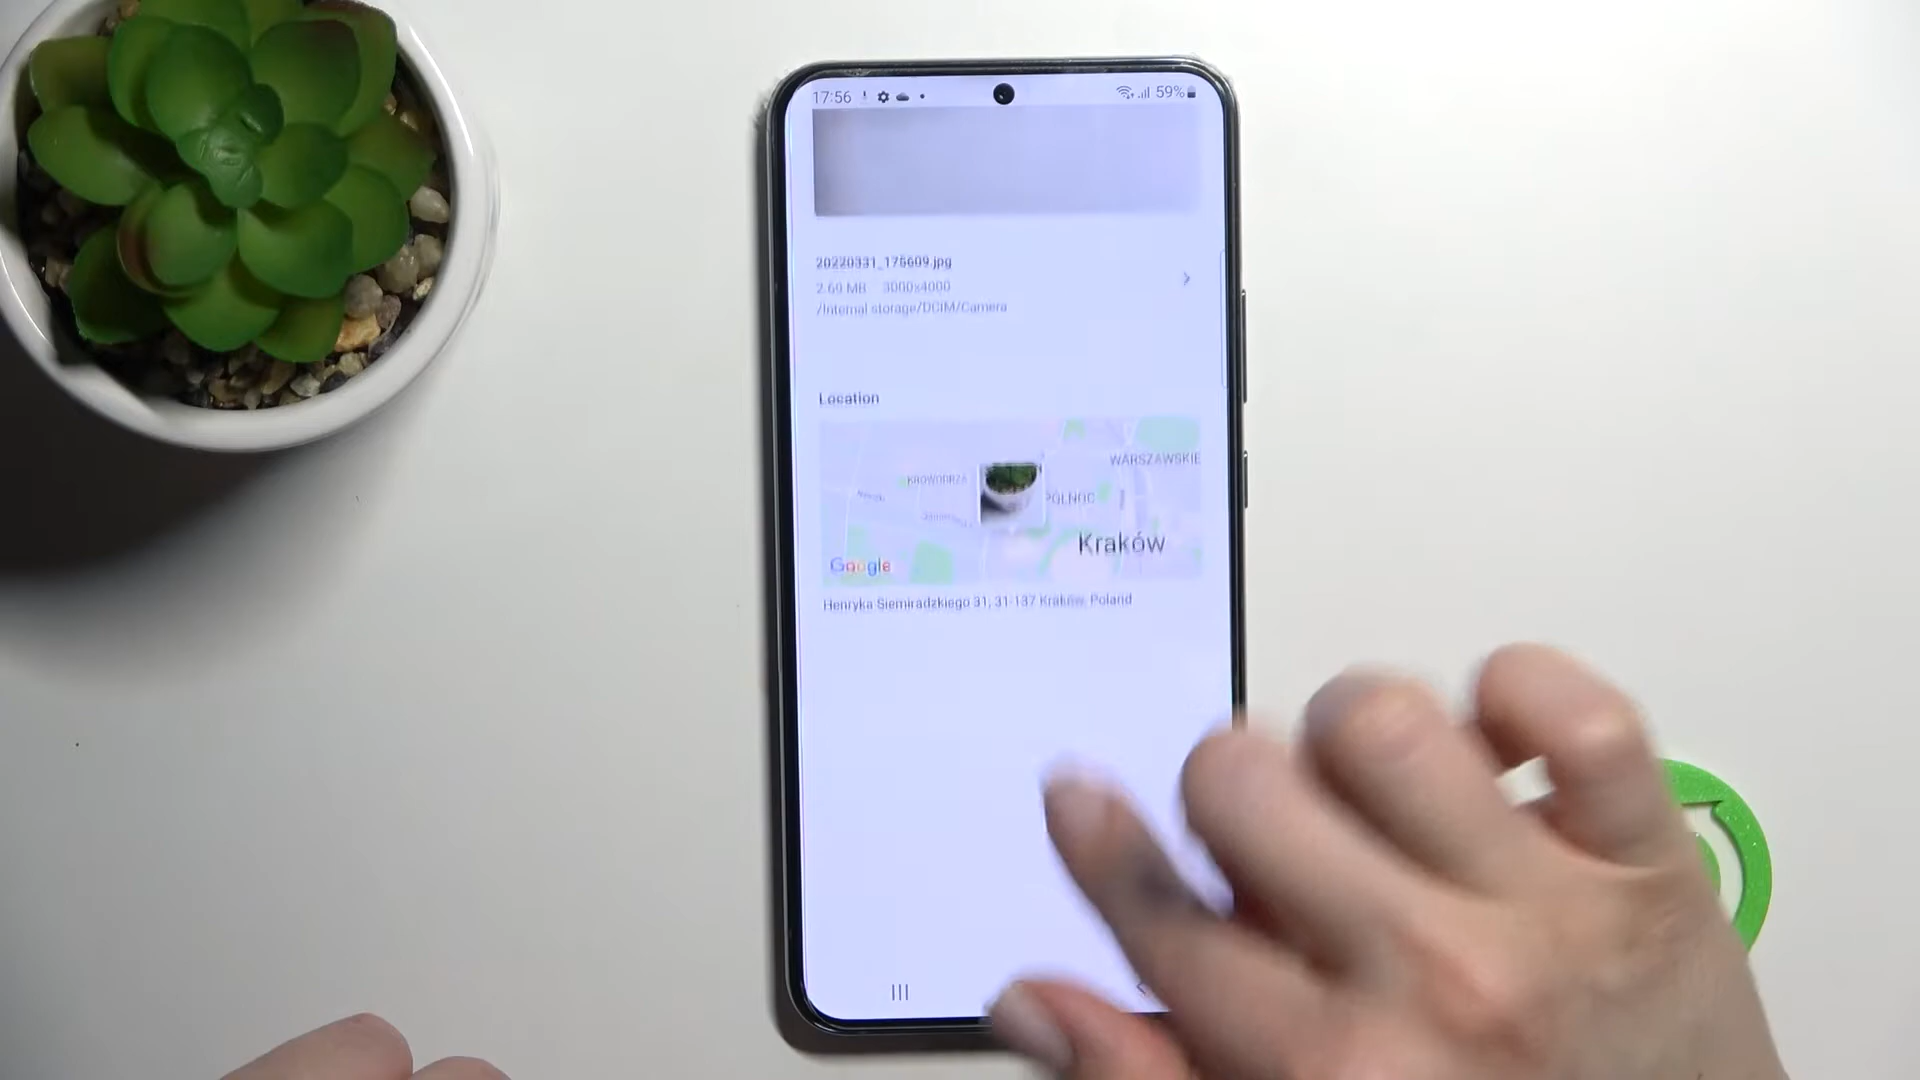 17:56
59%
20220331_175609.jpg
2.69 MB 3000x4000
/Internal storage/DCIM/Camera
Location
WARSZAWSKIE
KROWODRZA
PÓŁNOC
Kraków
Google
Henryka Siemiradzkiego 31, 31-137 Kraków, Poland